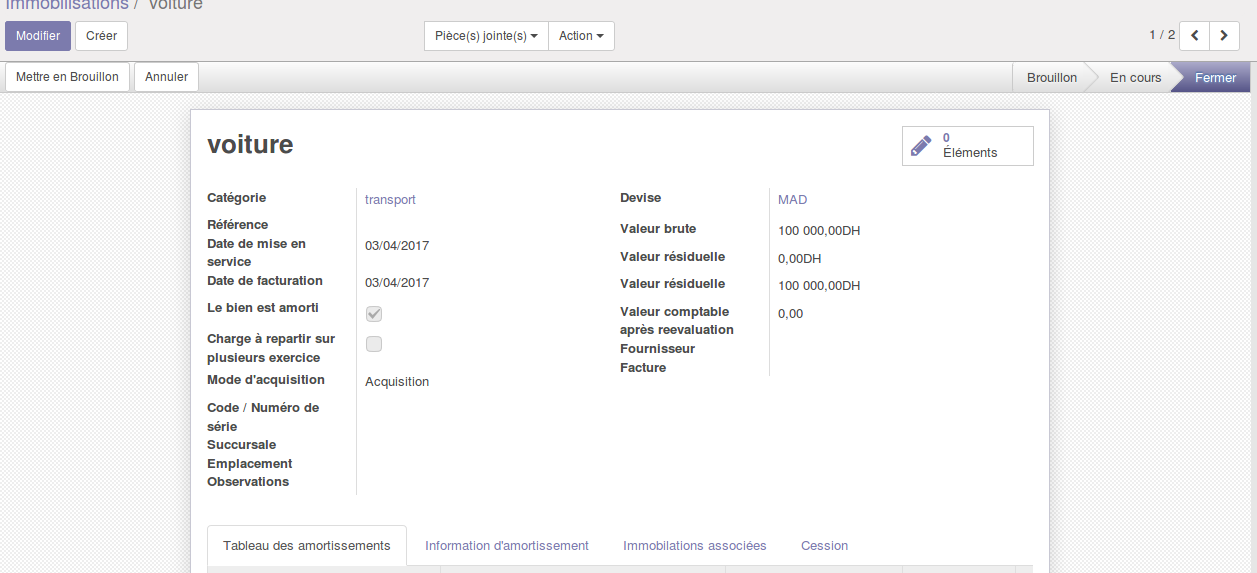 Immobilisations / voiture
Modifier
Créer
Pièce(s) jointe(s)
Action
1 / 2
Mettre en Brouillon
Annuler
Brouillon
En cours
Fermer
voiture
0
Éléments
Catégorie
transport
Référence
Date de mise en
service
03/04/2017
Date de facturation
03/04/2017
Le bien est amorti
Charge à repartir sur
plusieurs exercice
Mode d'acquisition
Acquisition
Code / Numéro de
série
Succursale
Emplacement
Observations
Devise
MAD
Valeur brute
100 000,00DH
Valeur résiduelle
0,00DH
Valeur résiduelle
100 000,00DH
Valeur comptable
après reevaluation
0,00
Fournisseur
Facture
Tableau des amortissements
Information d'amortissement
Immobilations associées
Cession